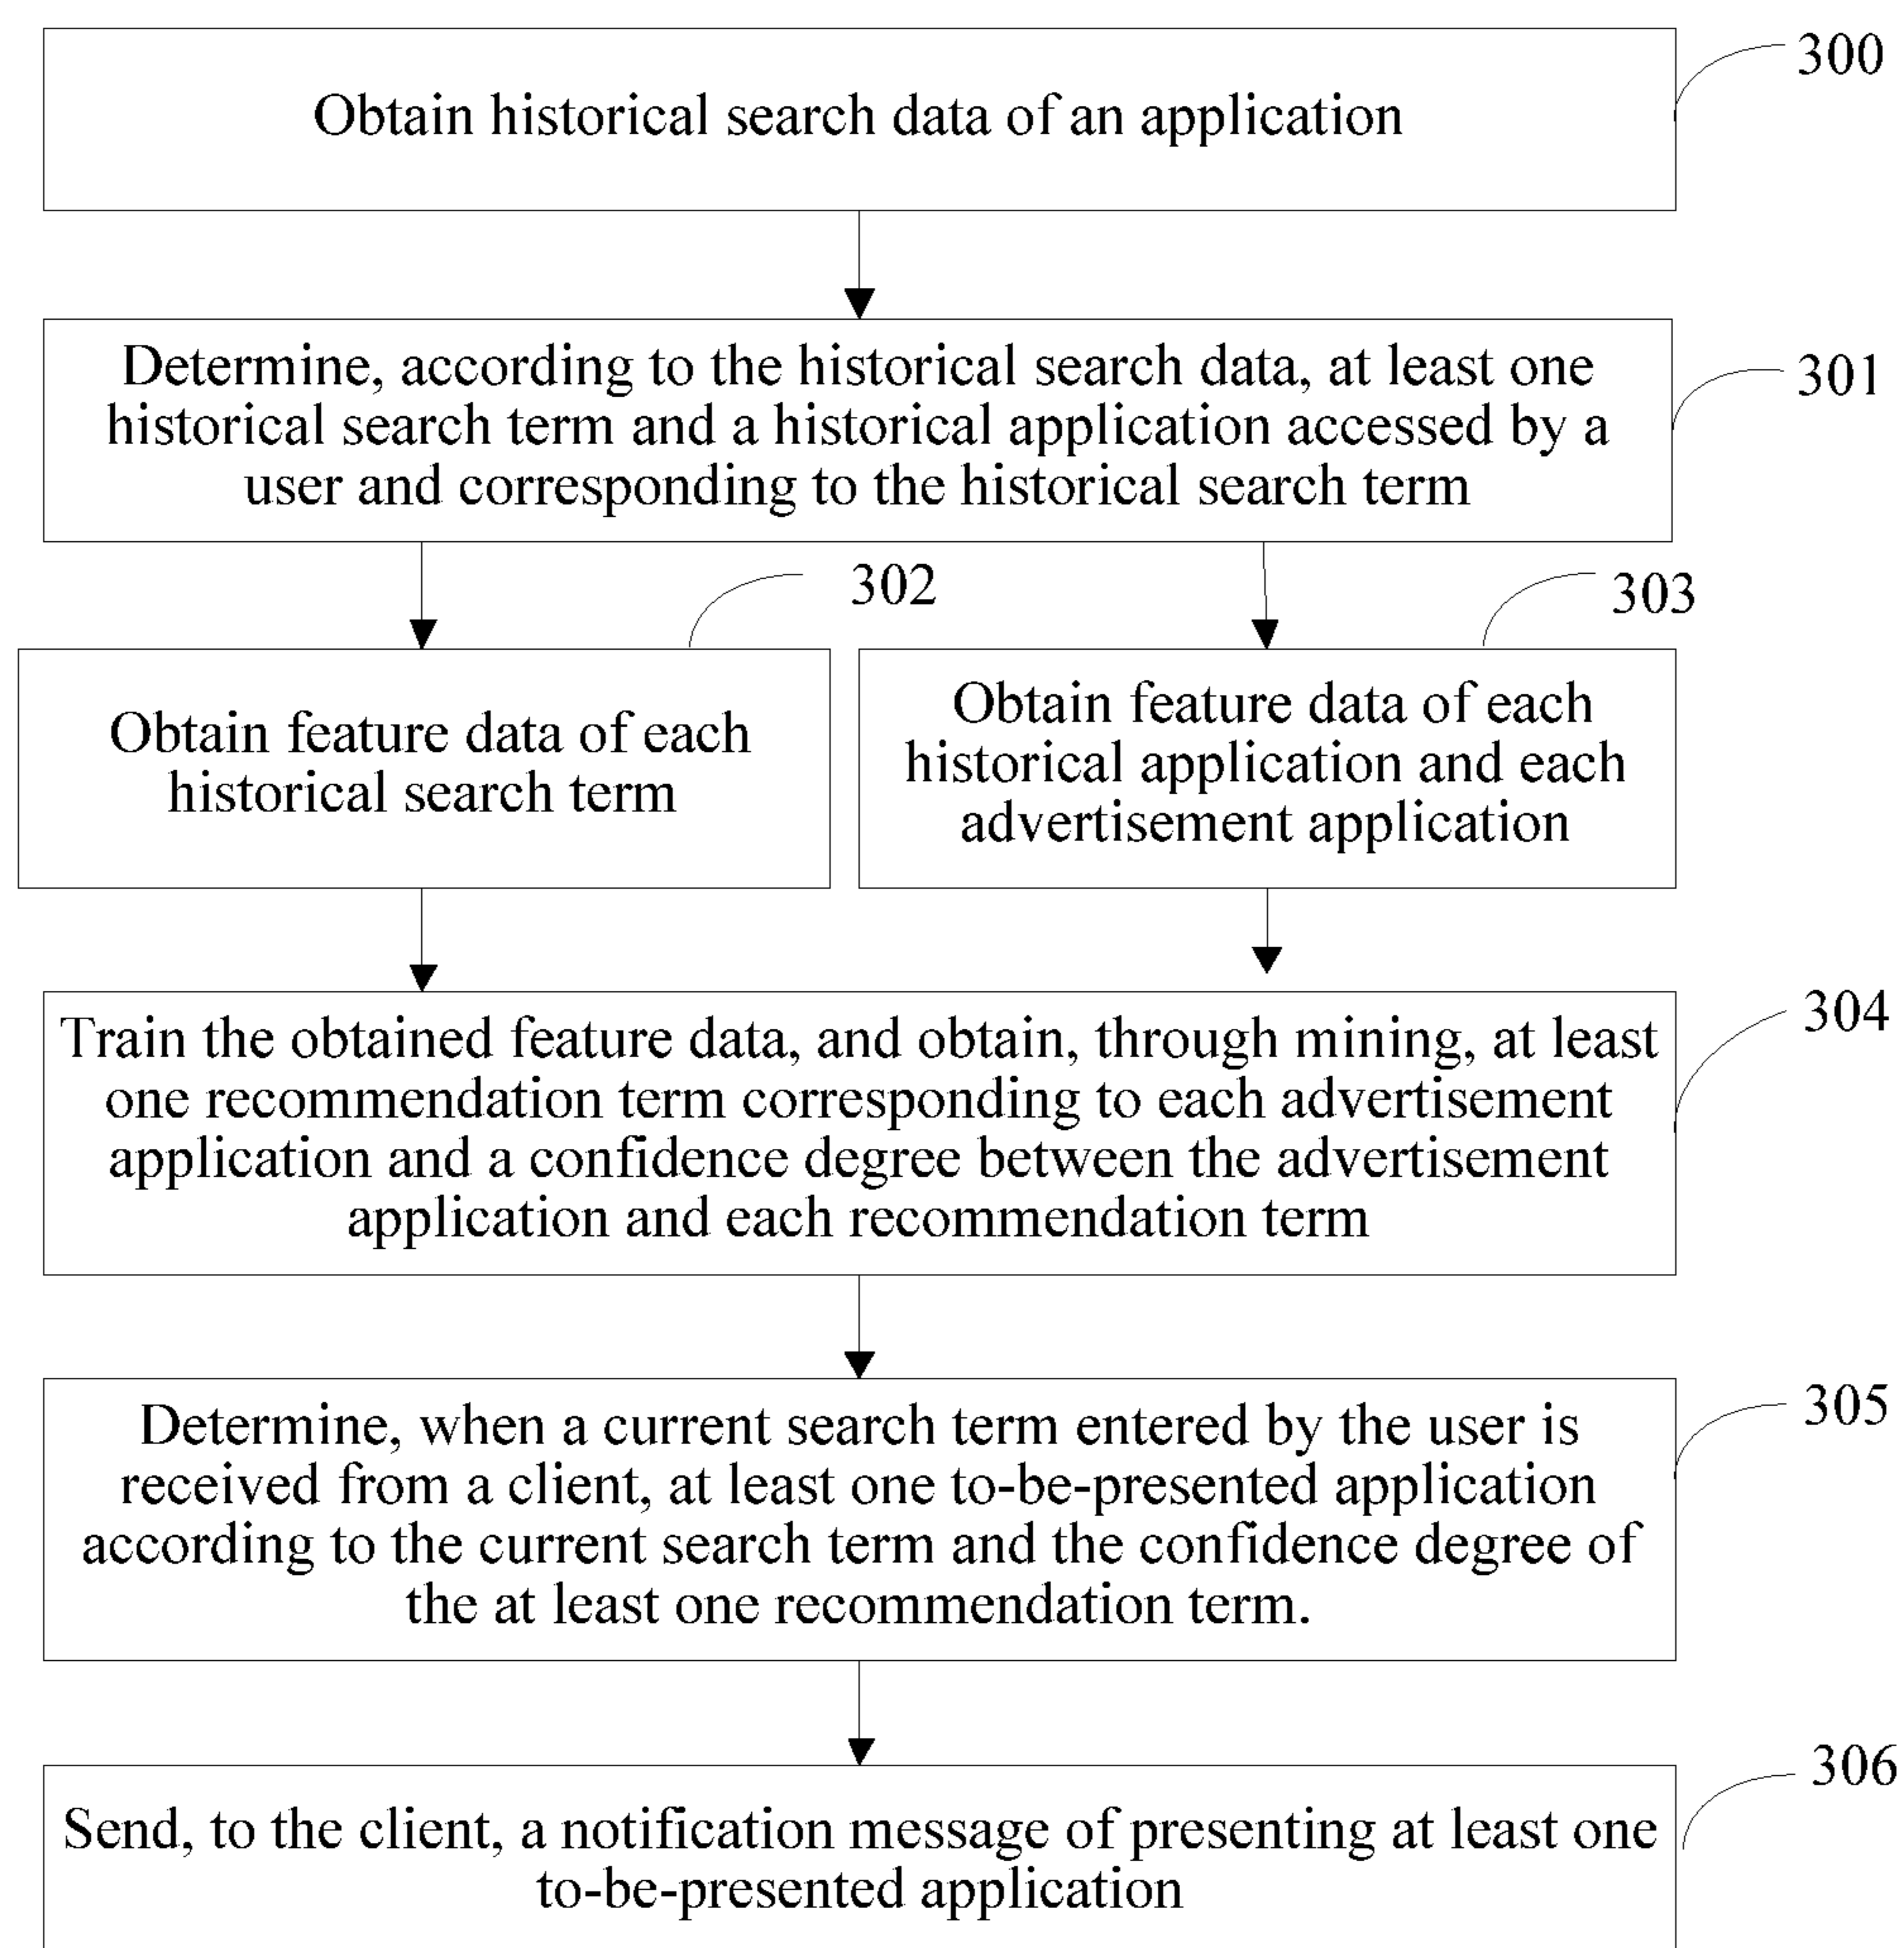 Obtain historical search data of an application
300
Determine, according to the historical search data, at least one
historical search term and a historical application accessed by a
user and corresponding to the historical search term
301
302
303
Obtain feature data of each
historical search term
Obtain feature data of each
historical application and each
advertisement application
Train the obtained feature data, and obtain, through mining, at least
one recommendation term corresponding to each advertisement
application and a confidence degree between the advertisement
application and each recommendation term
304
Determine, when a current search term entered by the user is
received from a client, at least one to-be-presented application
according to the current search term and the confidence degree of
the at least one recommendation term.
305
Send, to the client, a notification message of presenting at least one
to-be-presented application
306